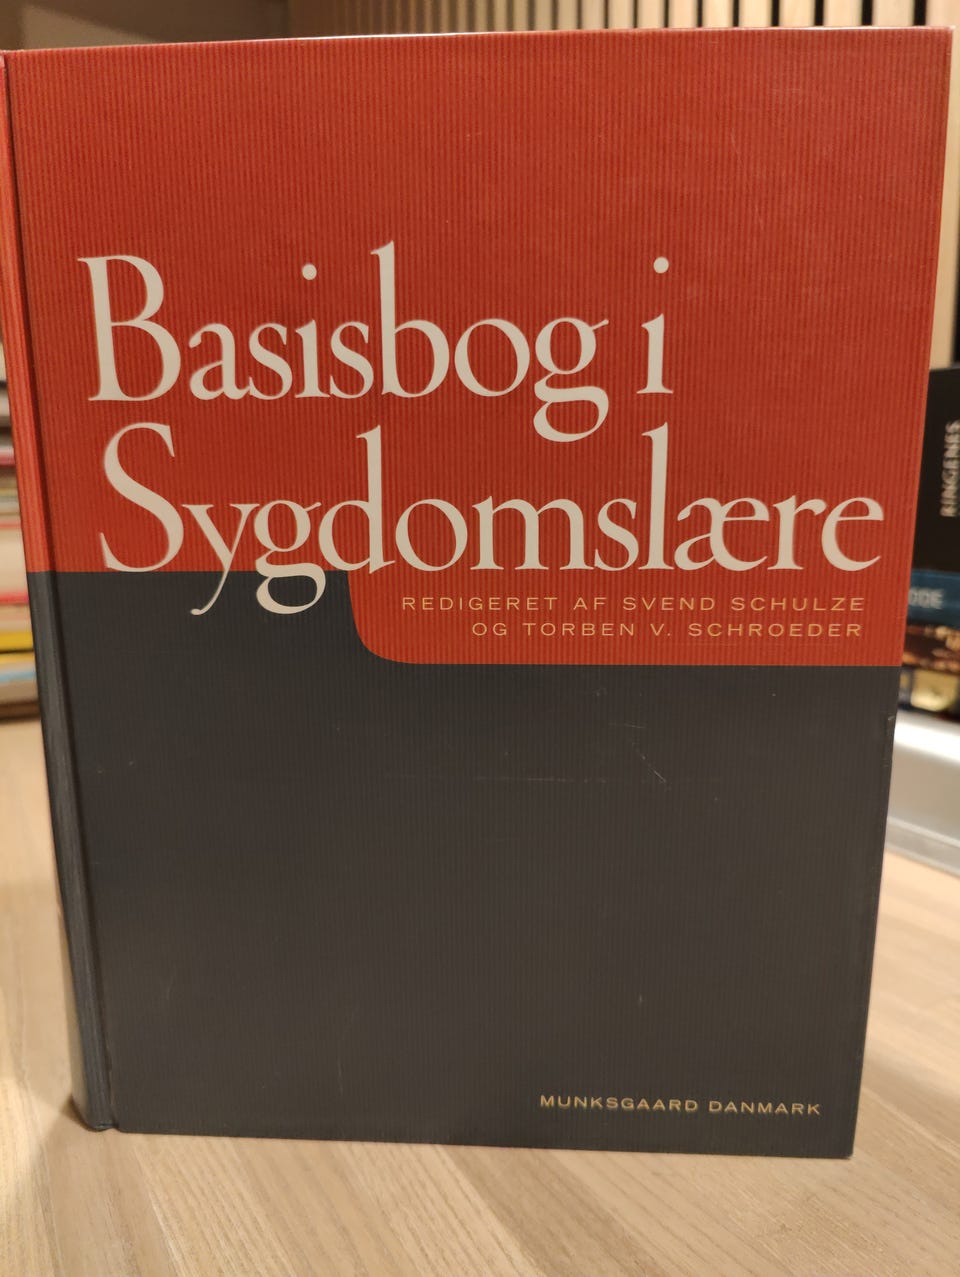 Basisbog i
Sygdomslære
REDIGERET AF SVEND SCHULZE
OG TORBEN V. SCHROEDER
MUNKSGAARD DANMARK